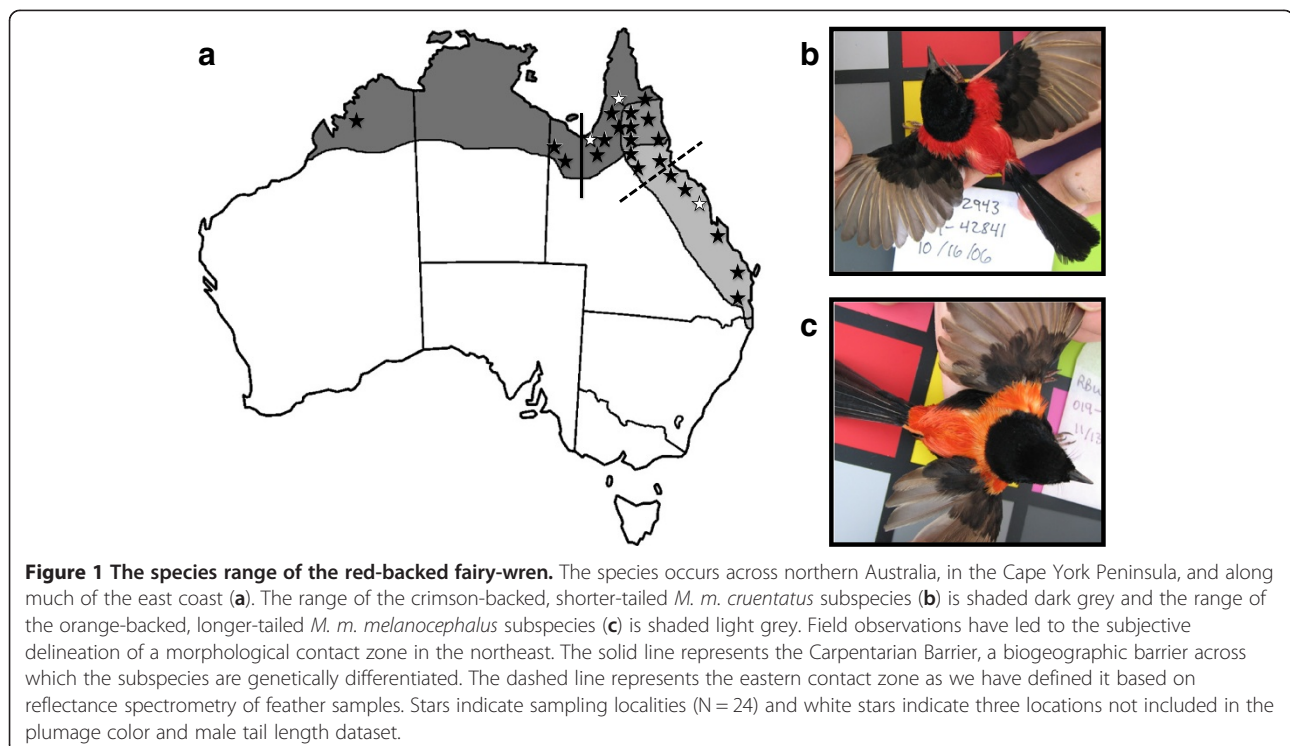 a
b
2943
- 42841
10/16/06
c
RBW
019-
11/13
Figure 1 The species range of the red-backed fairy-wren. The species occurs across northern Australia, in the Cape York Peninsula, and along
much of the east coast (a). The range of the crimson-backed, shorter-tailed M. m. cruentatus subspecies (b) is shaded dark grey and the range of
the orange-backed, longer-tailed M. m. melanocephalus subspecies (c) is shaded light grey. Field observations have led to the subjective
delineation of a morphological contact zone in the northeast. The solid line represents the Carpentarian Barrier, a biogeographic barrier across
which the subspecies are genetically differentiated. The dashed line represents the eastern contact zone as we have defined it based on
reflectance spectrometry of feather samples. Stars indicate sampling localities (N = 24) and white stars indicate three locations not included in the
plumage color and male tail length dataset.